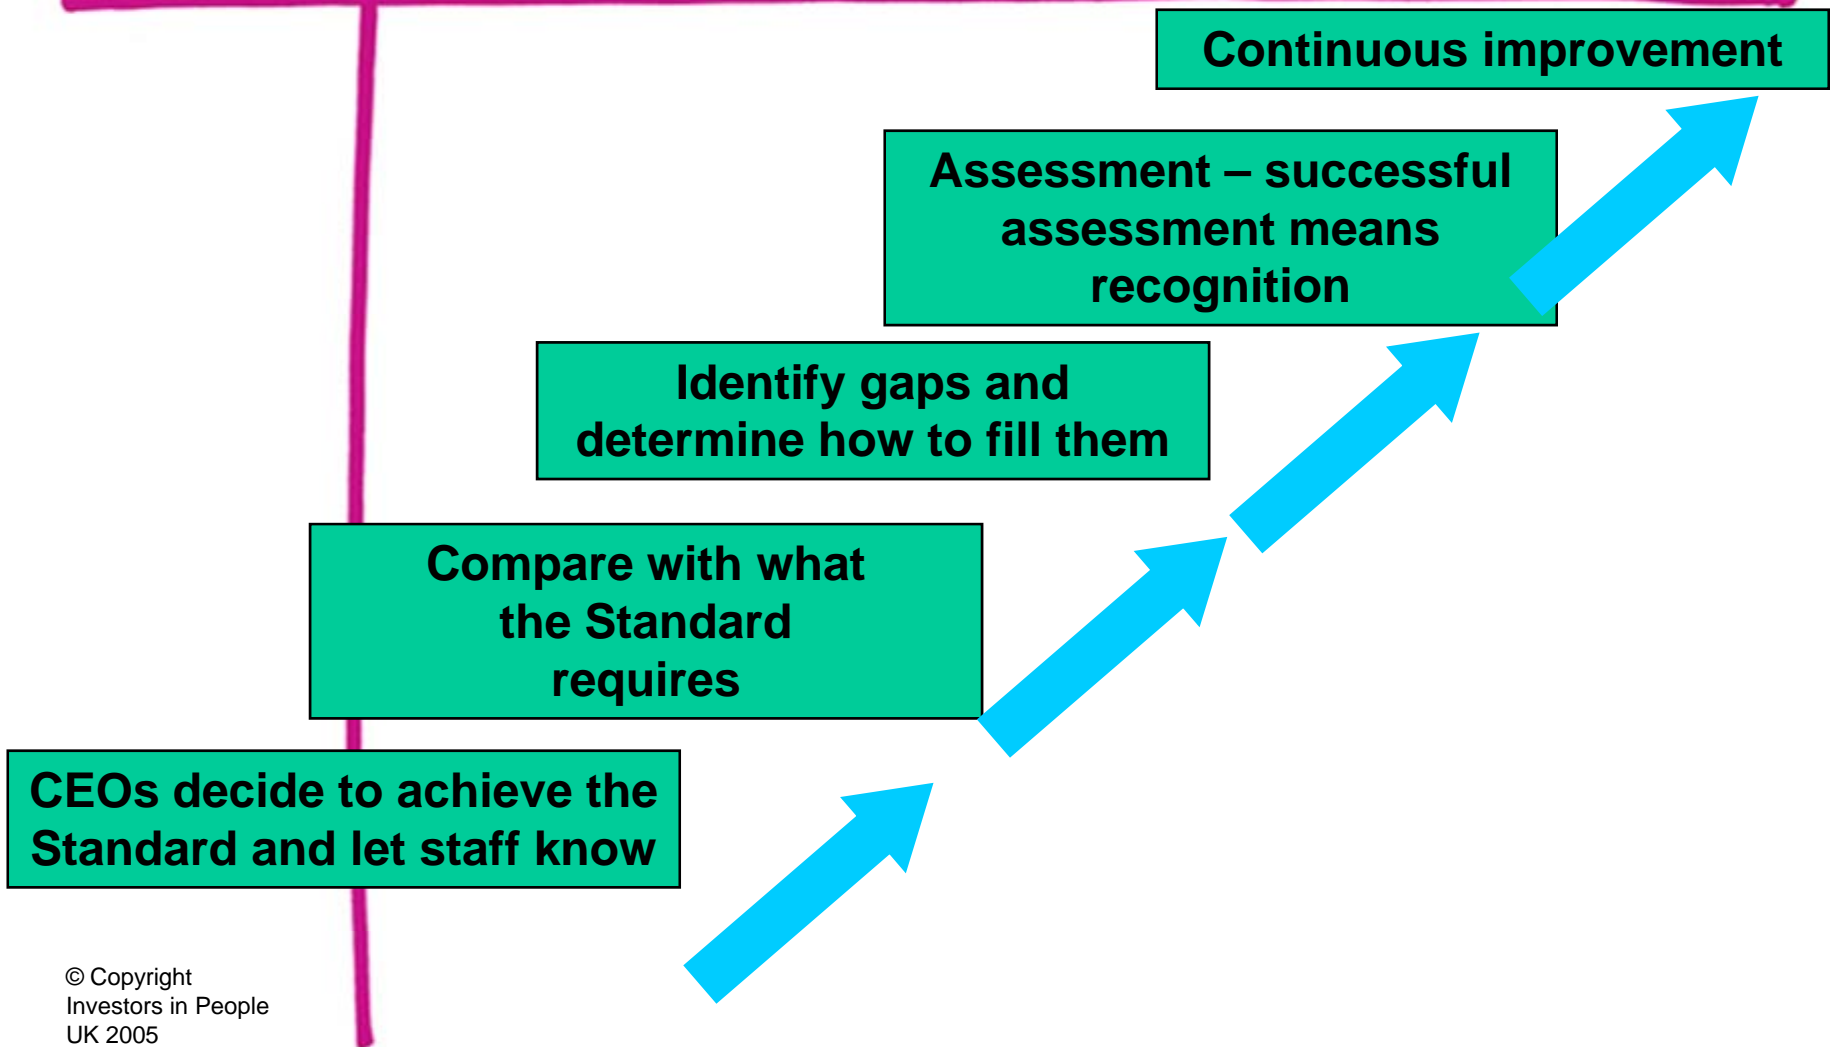 Continuous improvement
Assessment – successful
assessment means
recognition
Identify gaps and
determine how to fill them
Compare with what
the Standard
requires
CEOs decide to achieve the
Standard and let staff know
© Copyright
Investors in People
UK 2005